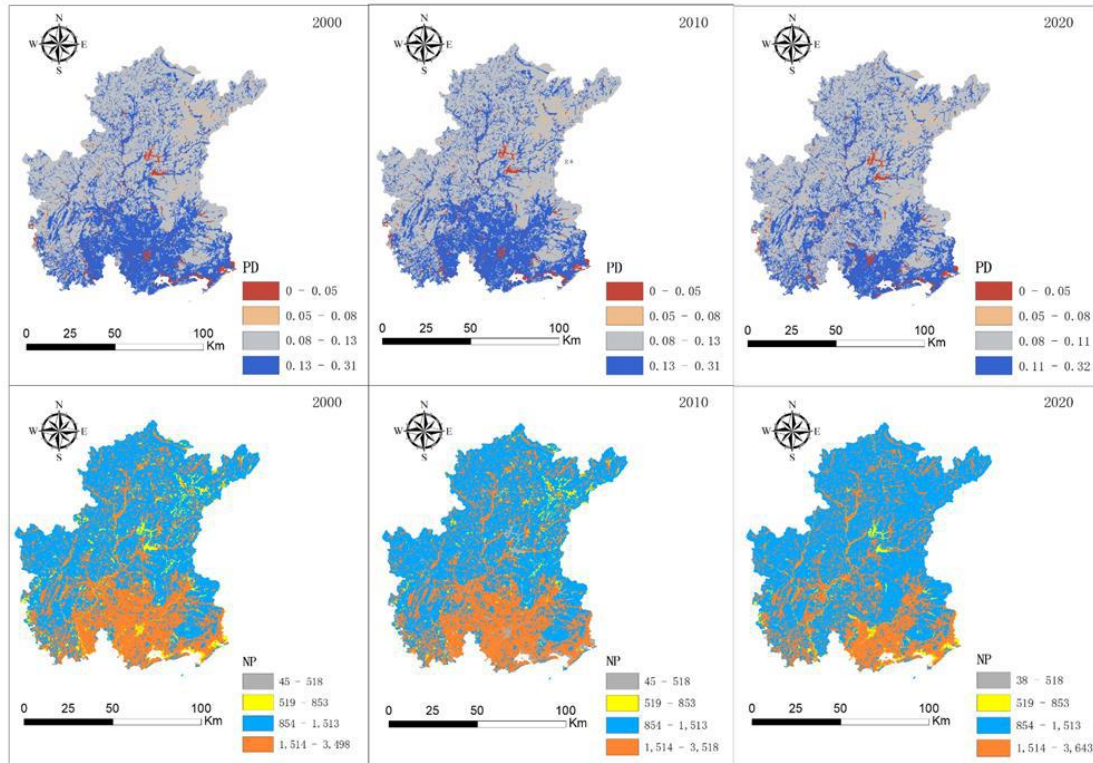 2000
N
W E
S
PD
0 - 0.05
0.05 - 0.08
0.08 - 0.13
0.13 - 0.31
0 25 50 100
Km
2010
N
W E
S
PD
0 - 0.05
0.05 - 0.08
0.08 - 0.13
0.13 - 0.31
0 25 50 100
Km
2020
N
W E
S
PD
0 - 0.05
0.05 - 0.08
0.08 - 0.11
0.11 - 0.32
0 25 50 100
Km
2000
N
W E
S
NP
45 - 518
519 - 853
854 - 1,513
1,514 - 3,498
0 25 50 100
Km
2010
N
W E
S
NP
45 - 518
519 - 853
854 - 1,513
1,514 - 3,518
0 25 50 100
Km
2020
N
W E
S
NP
38 - 518
519 - 853
854 - 1,513
1,514 - 3,643
0 25 50 100
Km